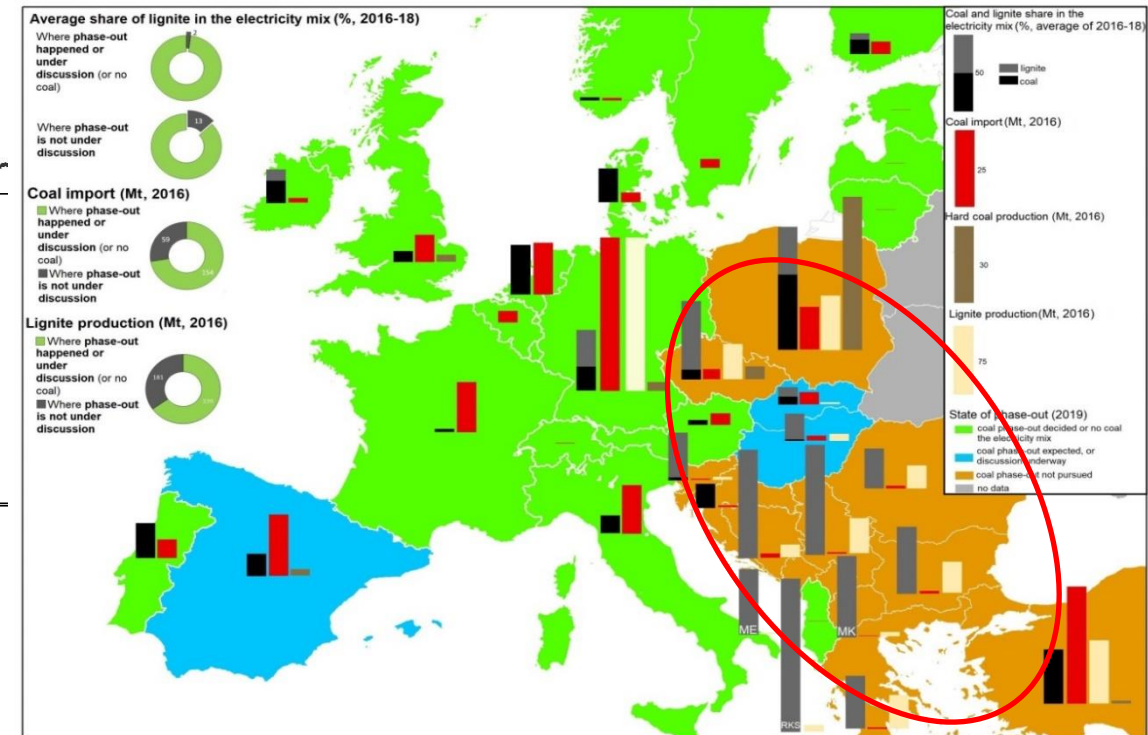 Average share of lignite in the electricity mix (%, 2016-18)
Where phase-out
happened or
under
discussion (or no
coal)
2
Where phase-out
is not under
discussion
13
Coal import (Mt, 2016)
Where phase-out
happened or
under
discussion (or no
coal)
Where phase-out
is not under
discussion
59
154
Lignite production (Mt, 2016)
Where phase-out
happened or
under
discussion (or no
coal)
Where phase-out
is not under
discussion
161
ME
MK
RKS
Coal and lignite share in the
electricity mix (%, average of 2016-18)
50
lignite
coal
Coal import (Mt, 2016)
25
Hard coal production (Mt, 2016)
30
Lignite production(Mt, 2016)
75
State of phase-out (2019)
coal phase-out decided or no coal
the electricity mix
coal phase-out expected, or
discussion underway
coal phase-out not pursued
no data